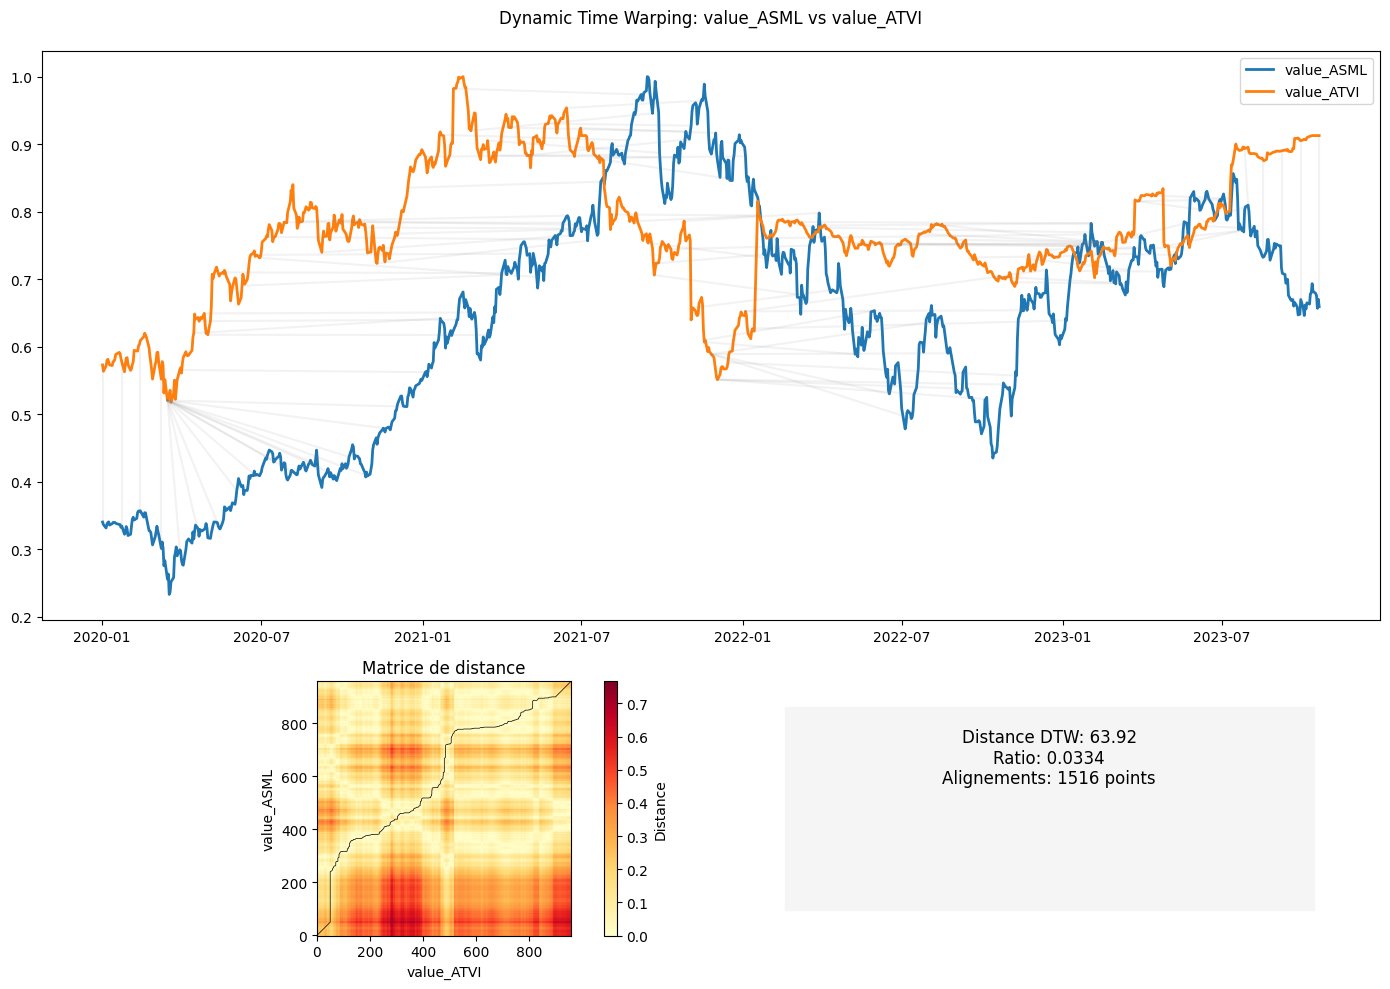 Dynamic Time Warping: value_ASML vs value_ATVI
value_ASML
value_ATVI
1.0
0.9
0.8
0.7
0.6
0.5
0.4
0.3
0.2
2020-01 2020-07 2021-01 2021-07 2022-01 2022-07 2023-01 2023-07
Matrice de distance
value_ASML
800
600
400
200
0
0 200 400 600 800
value_ATVI
0.7
0.6
0.5
0.4
0.3
0.2
0.1
0.0
Distance
Distance DTW: 63.92
Ratio: 0.0334
Alignements: 1516 points